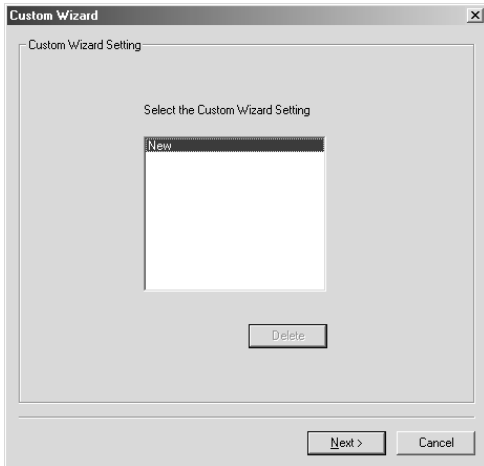 Custom Wizard
Custom Wizard Setting
Select the Custom Wizard Setting
New
Delete
Next >
Cancel